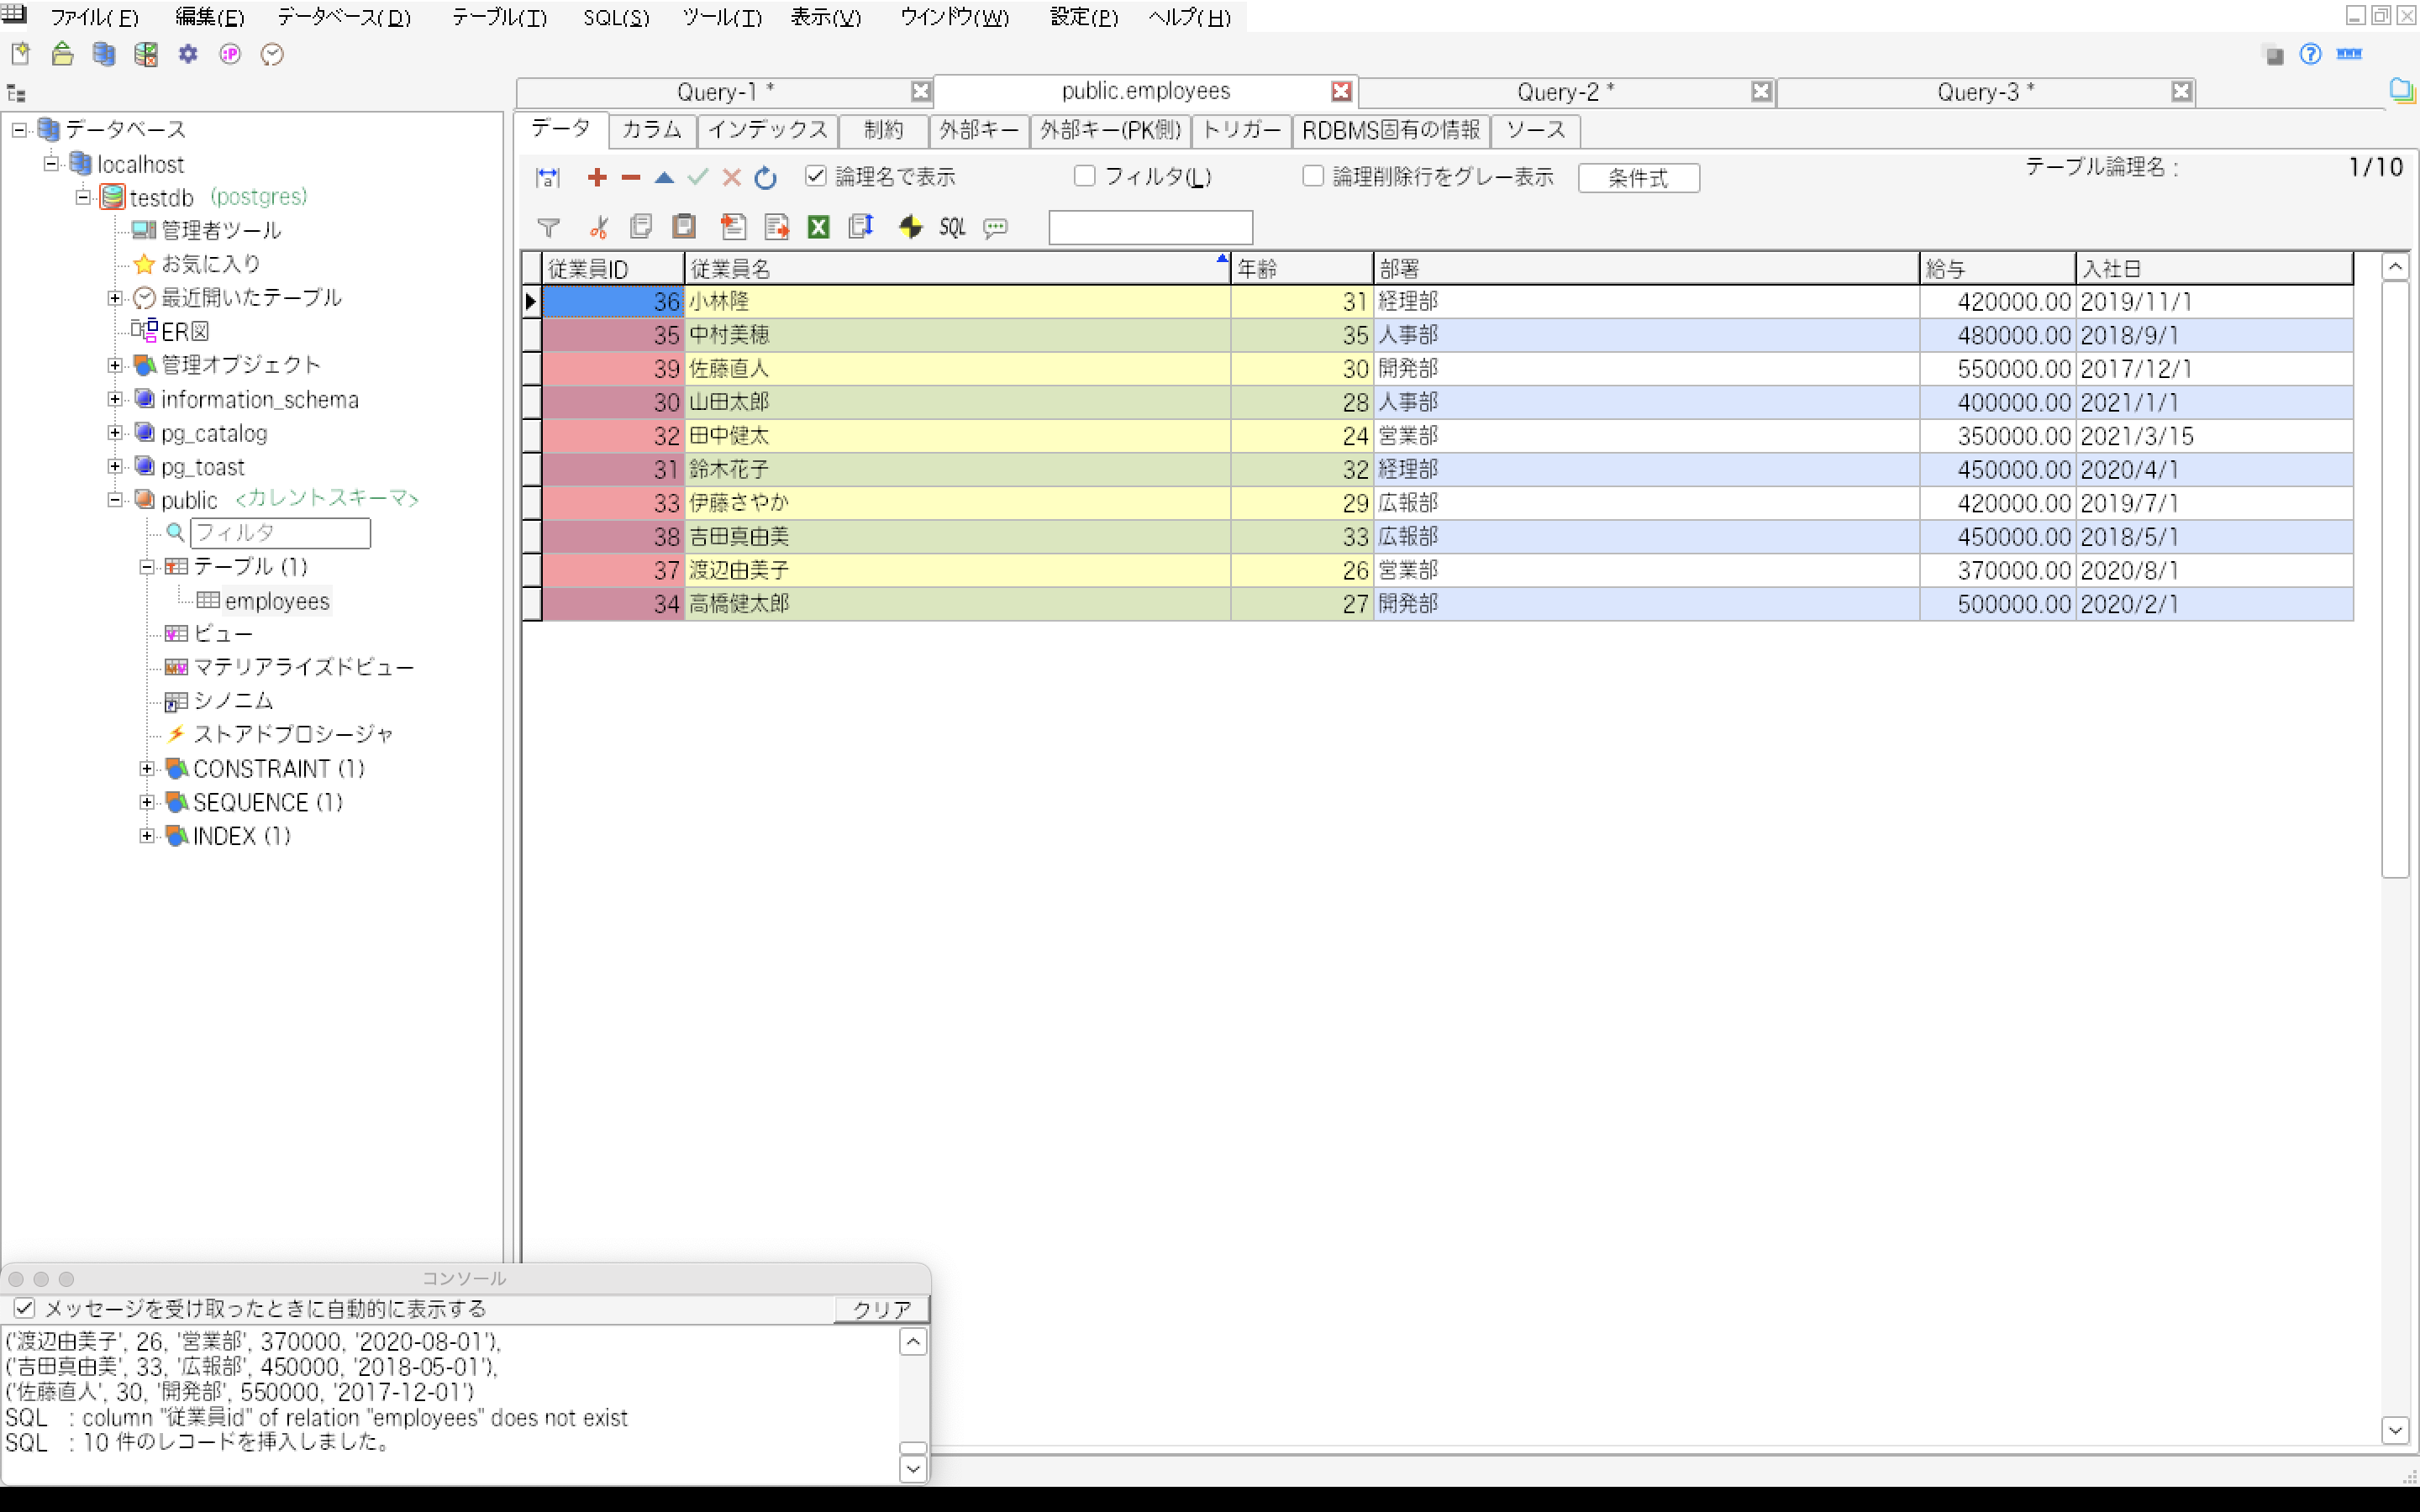 ファイル(F) 編集(E) データベース(D) テーブル(T) SQL(S) ツール(T) 表示(V) ウインドウ(W) 設定(P) ヘルプ(H)
Query-1 * public.employees Query-2 * Query-3 *
データ カラム インデックス 制約 外部キー 外部キー(PK側) トリガー RDBMS固有の情報 ソース
論理名で表示 フィルタ(L) 論理削除行をグレー表示 条件式 テーブル論理名 : 1/10
SQL
データベース
localhost
testdb (postgres)
管理者ツール
お気に入り
最近開いたテーブル
ER図
管理オブジェクト
information_schema
pg_catalog
pg_toast
public <カレントスキーマ>
フィルタ
テーブル (1)
employees
ビュー
マテリアライズドビュー
シノニム
ストアドプロシージャ
CONSTRAINT (1)
SEQUENCE (1)
INDEX (1)
従業員ID 従業員名 年齢 部署 給与 入社日
36 小林隆 31 経理部 420000.00 2019/11/1
35 中村美穂 35 人事部 480000.00 2018/9/1
39 佐藤直人 30 開発部 550000.00 2017/12/1
30 山田太郎 28 人事部 400000.00 2021/1/1
32 田中健太 24 営業部 350000.00 2021/3/15
31 鈴木花子 32 経理部 450000.00 2020/4/1
33 伊藤さやか 29 広報部 420000.00 2019/7/1
38 吉田真由美 33 広報部 450000.00 2018/5/1
37 渡辺由美子 26 営業部 370000.00 2020/8/1
34 高橋健太郎 27 開発部 500000.00 2020/2/1
コンソール
メッセージを受け取ったときに自動的に表示する クリア
('渡辺由美子', 26, '営業部', 370000, '2020-08-01'),
('吉田真由美', 33, '広報部', 450000, '2018-05-01'),
('佐藤直人', 30, '開発部', 550000, '2017-12-01')
SQL : column "従業員id" of relation "employees" does not exist
SQL : 10 件のレコードを挿入しました。